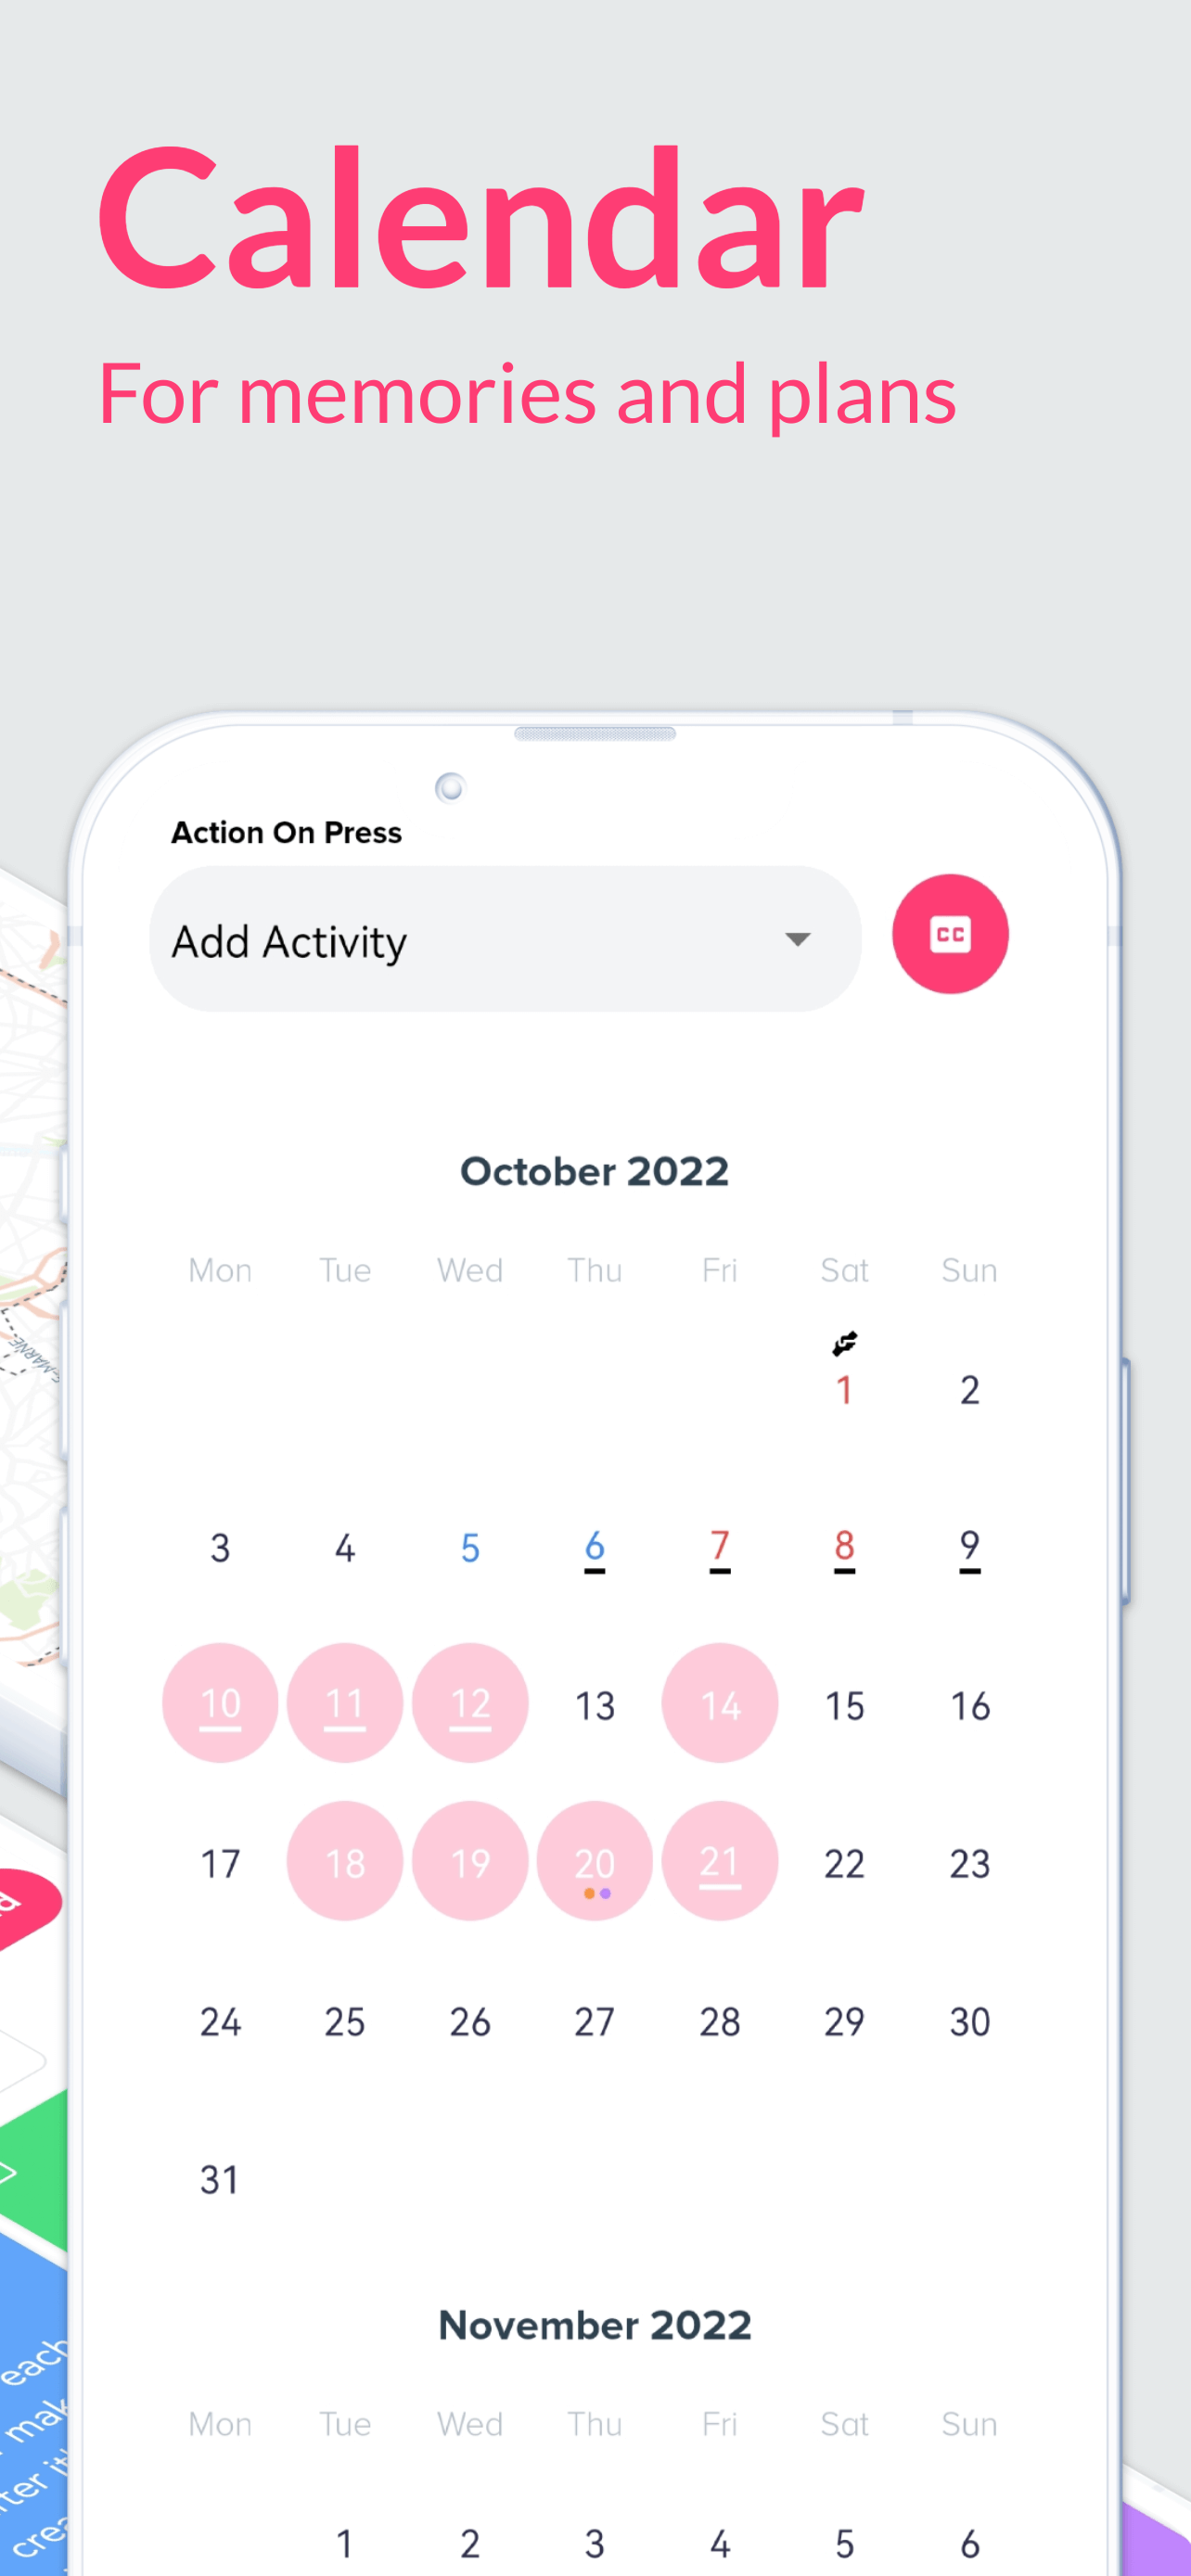 Calendar
For memories and plans
Action On Press
Add Activity
CC
October 2022
Mon Tue Wed Thu Fri Sat Sun
1 2
3 4 5 6 7 8 9
10 11 12 13 14 15 16
17 18 19 20 21 22 23
24 25 26 27 28 29 30
31
each
November 2022
Mon Tue Wed Thu Fri Sat Sun
1 2 3 4 5 6